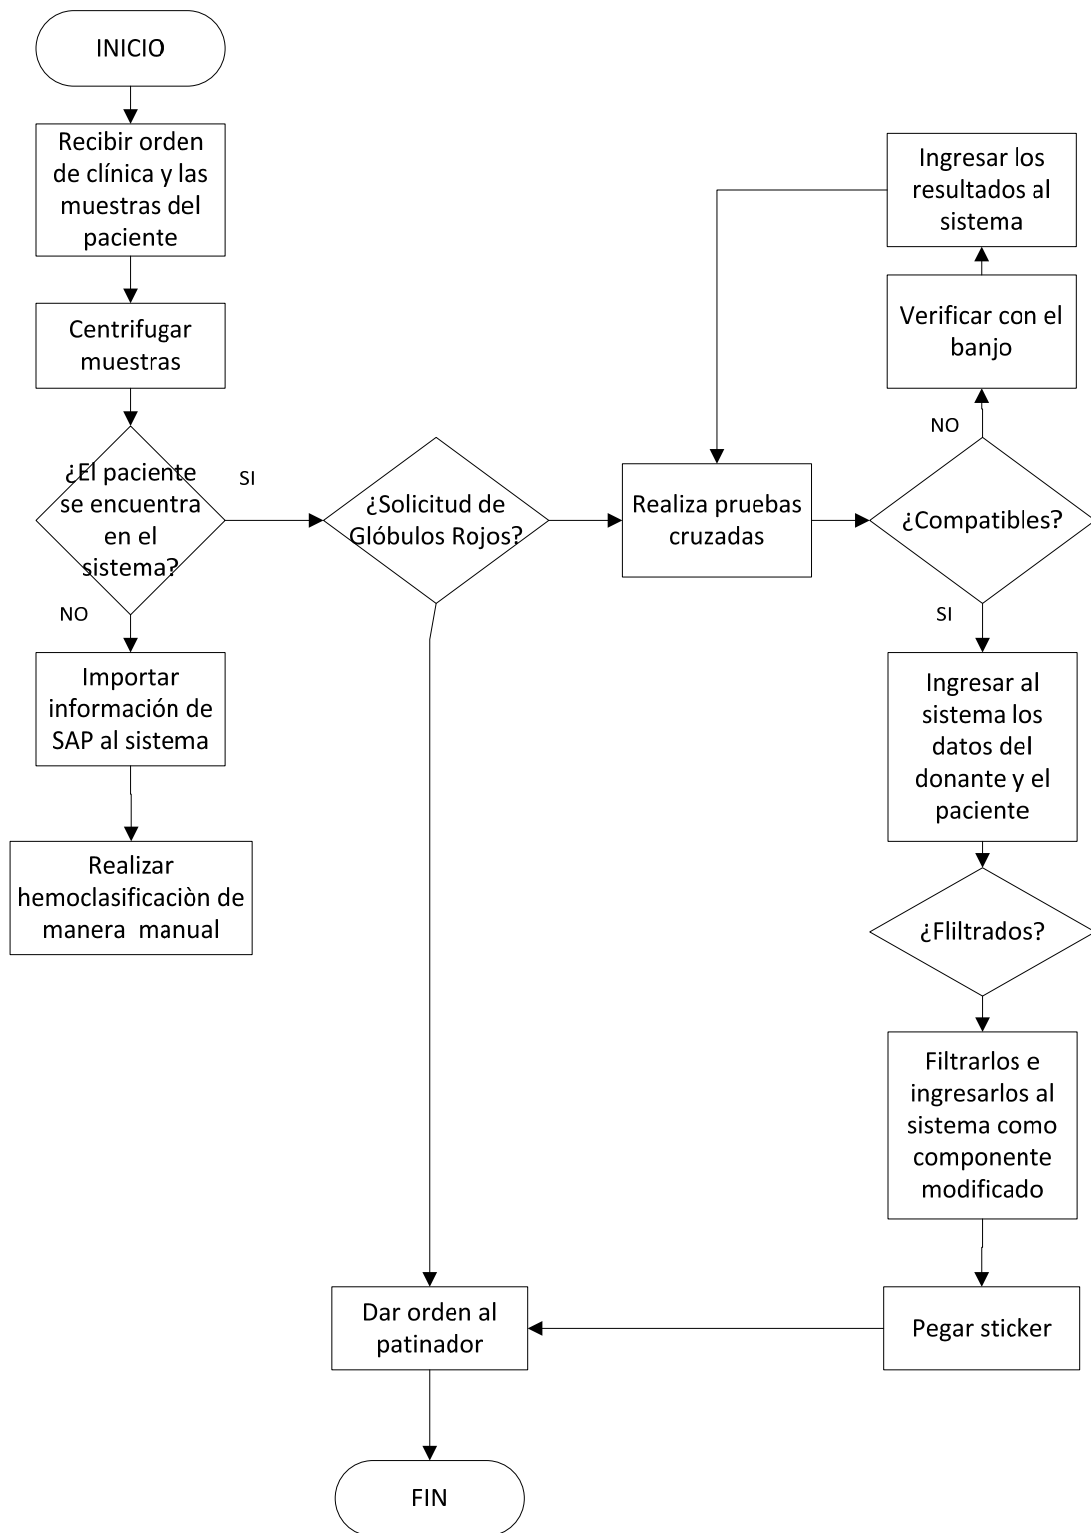 INICIO
Recibir orden
de clínica y las
muestras del
paciente
Centrifugar
muestras
¿El paciente
se encuentra
en el
sistema?
SI
NO
Importar
información de
SAP al sistema
Realizar
hemoclasificaciòn de
manera manual
¿Solicitud de
Glóbulos Rojos?
Realiza pruebas
cruzadas
¿Compatibles?
NO
Verificar con el
banjo
Ingresar los
resultados al
sistema
SI
Ingresar al
sistema los
datos del
donante y el
paciente
¿Fliltrados?
Filtrarlos e
ingresarlos al
sistema como
componente
modificado
Pegar sticker
Dar orden al
patinador
FIN